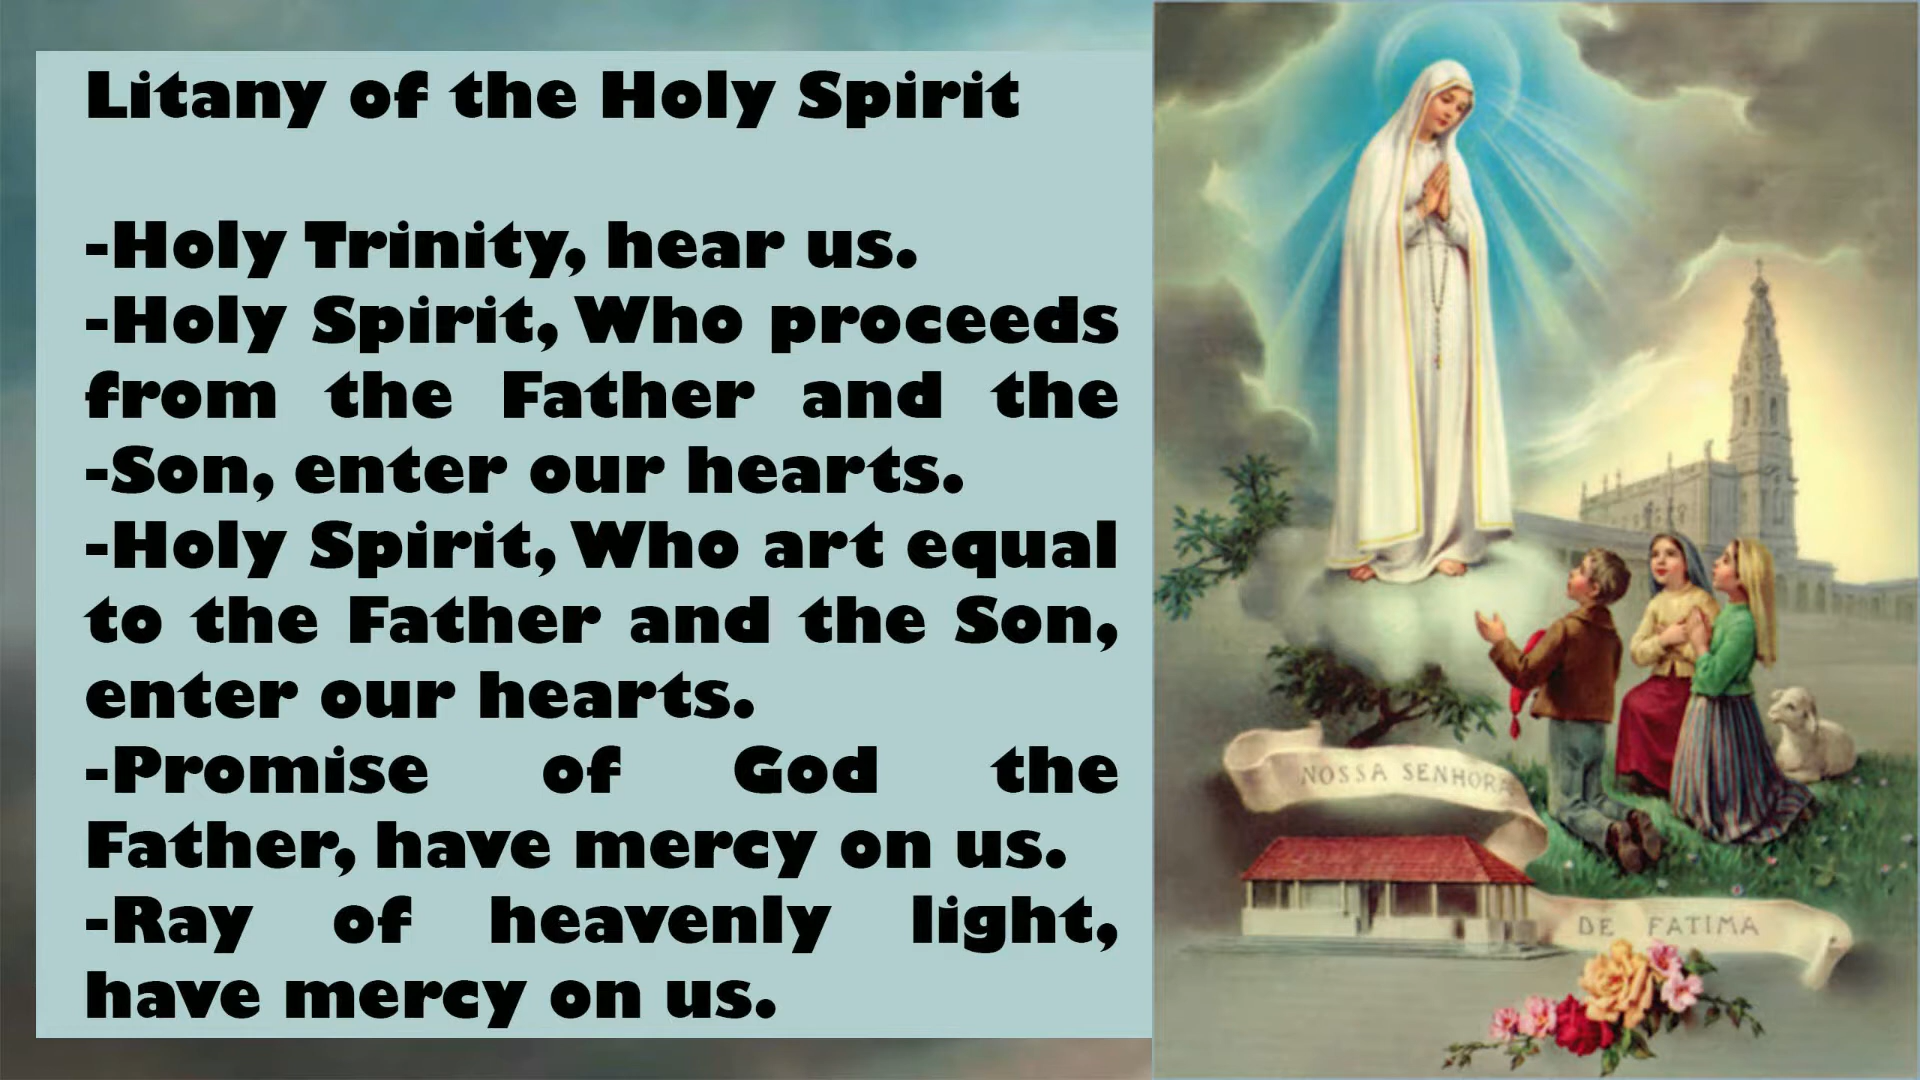 Litany of the Holy Spirit
-Holy Trinity, hear us.
-Holy Spirit, Who proceeds
from the Father and the
-Son, enter our hearts.
-Holy Spirit, Who art equal
to the Father and the Son,
enter our hearts.
-Promise of God the
Father, have mercy on us.
-Ray of heavenly light,
have mercy on us.
NOSSA SENHORA
DE FATIMA